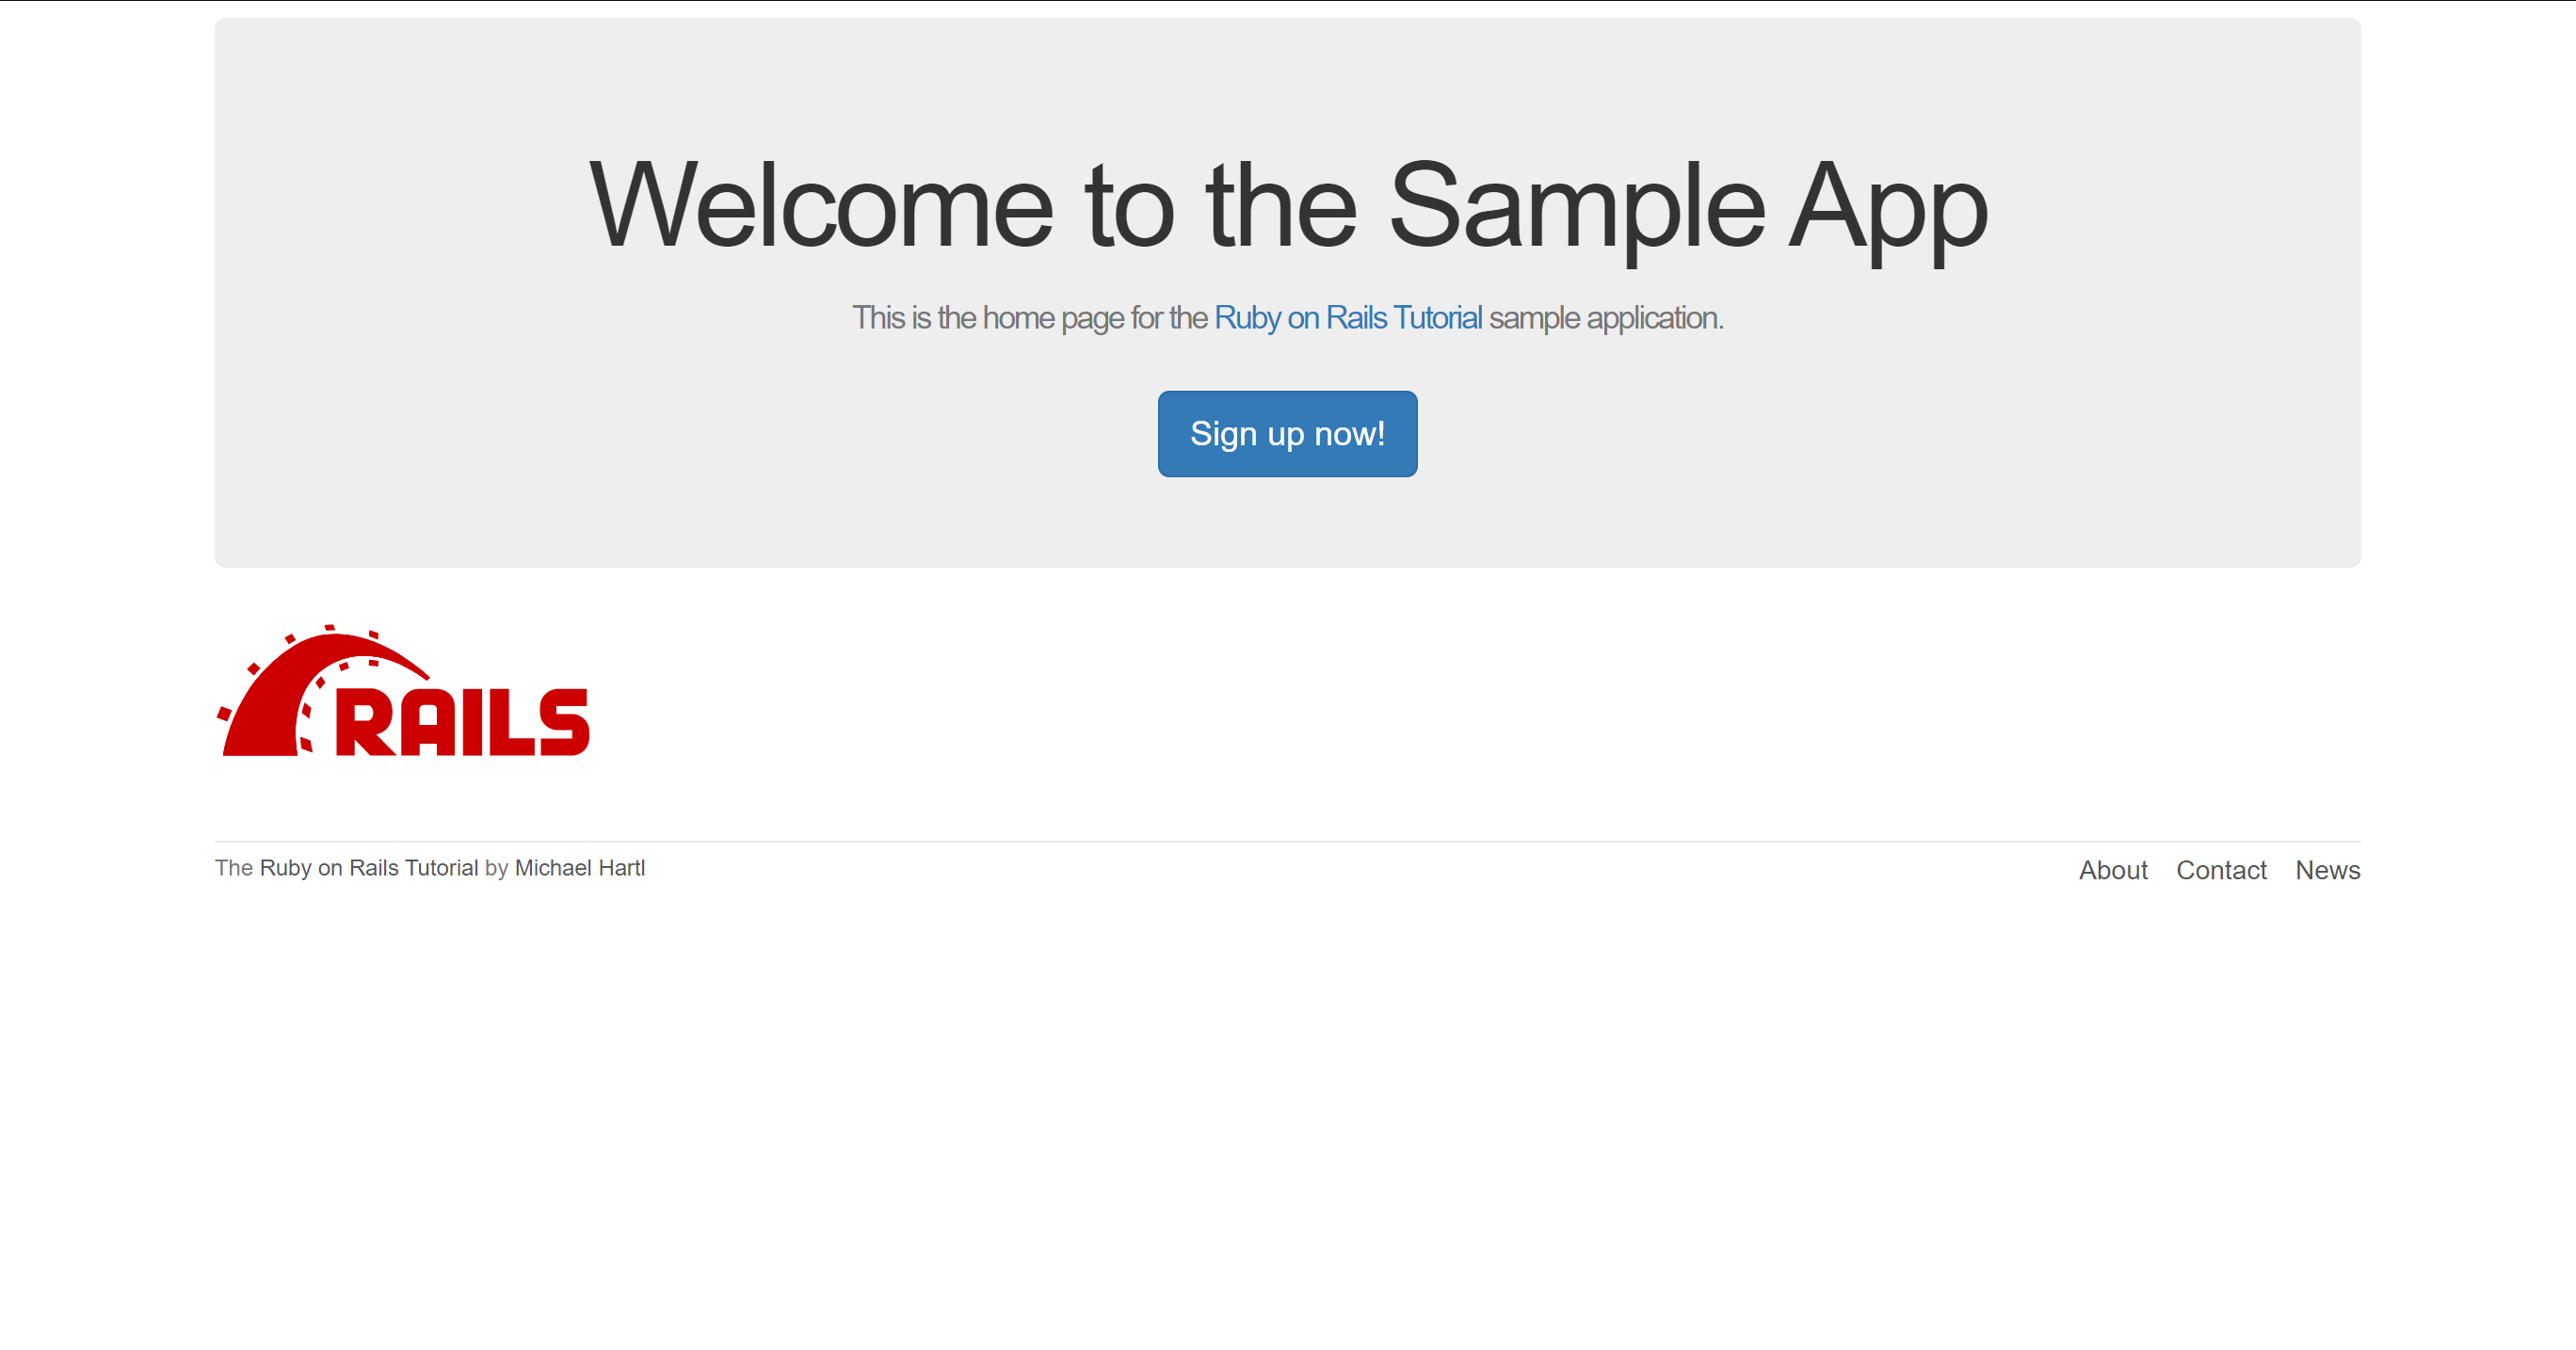 Welcome to the Sample App
This is the home page for the Ruby on Rails Tutorial sample application.
Sign up now!
RAILS
The Ruby on Rails Tutorial by Michael Hartl
About Contact News